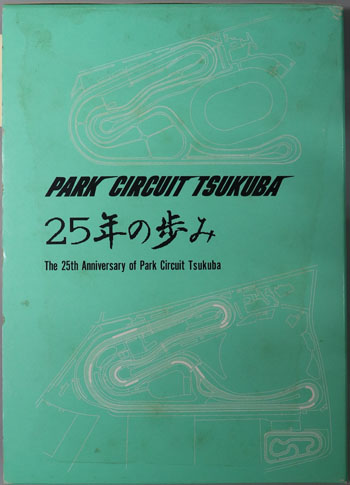 PARK CIRCUIT TSUKUBA
25年の歩み
The 25th Anniversary of Park Circuit Tsukuba